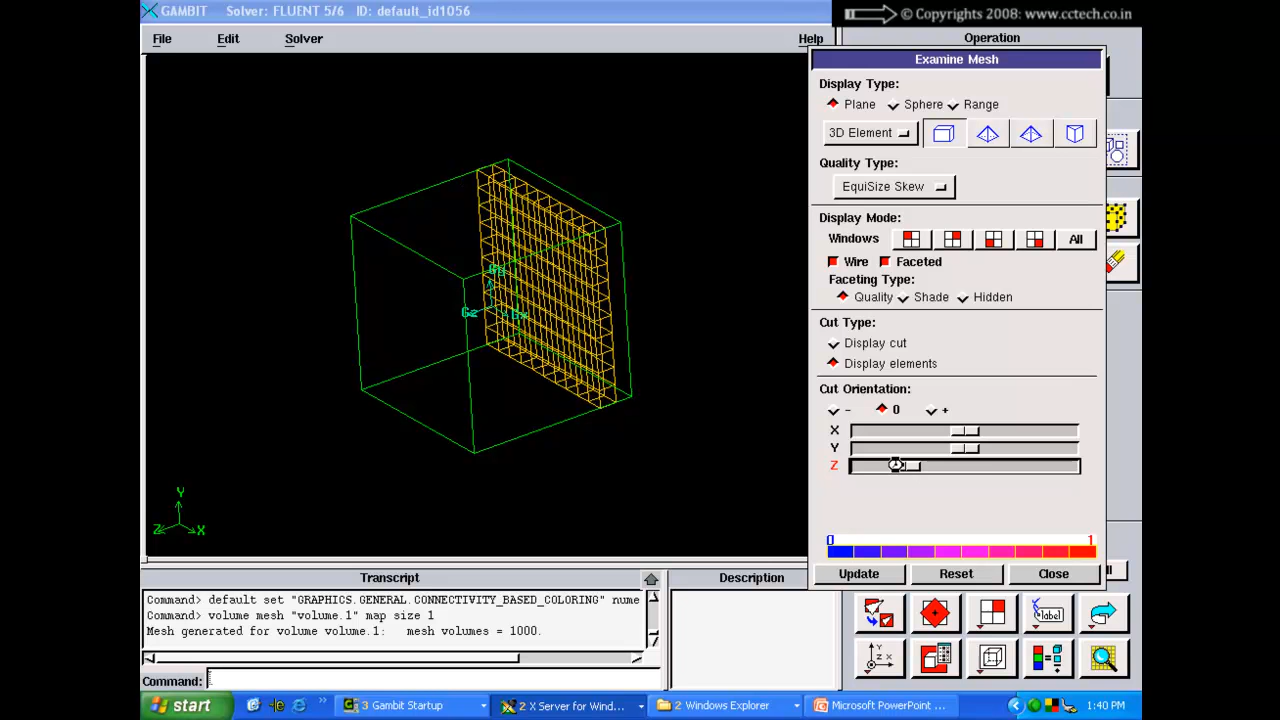 GAMBIT Solver: FLUENT 5/6 ID: default_id1056
© Copyrights 2008: www.cctech.co.in
File Edit Solver Help
Operation
Examine Mesh
Display Type:
Plane Sphere Range
3D Element
Quality Type:
EquiSize Skew
Display Mode:
Windows All
Wire Faceted
Faceting Type:
Quality Shade Hidden
Cut Type:
Display cut
Display elements
Cut Orientation:
- 0 +
X
Y
Z
0 1
Update Reset Close
Gz Gx
Y
Z X
Transcript
Description
Command> default set "GRAPHICS.GENERAL.CONNECTIVITY_BASED_COLORING" nume
Command> volume mesh "volume.1" map size 1
Mesh generated for volume volume.1: mesh volumes = 1000.
Command:
label
Y
Z X
start 3 Gambit Startup 2 X Server for Wind... 2 Windows Explorer Microsoft PowerPoint ... 1:40 PM